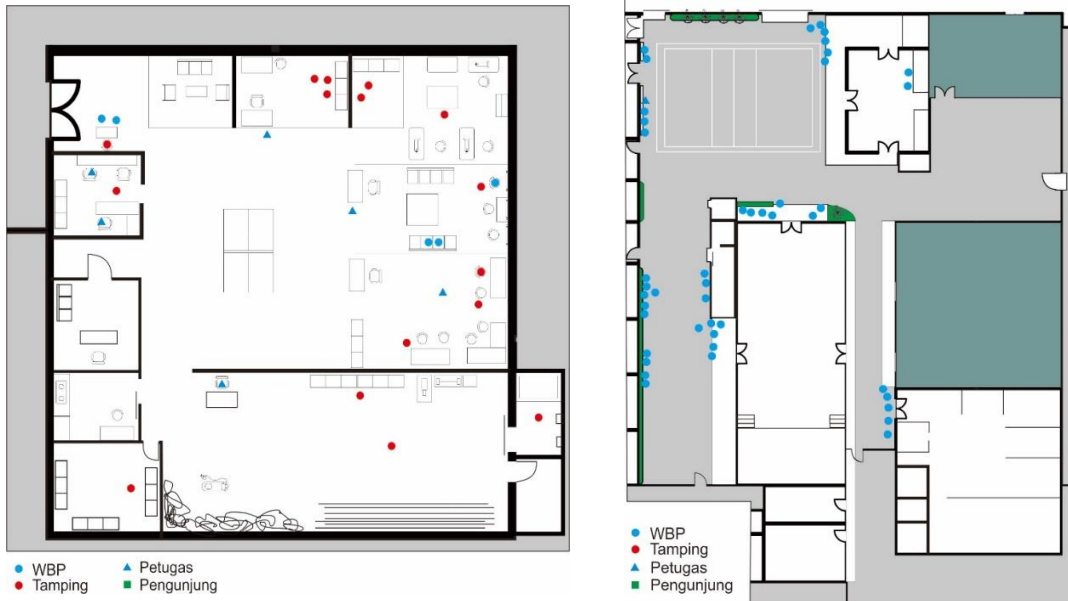 WBP
Tamping
Petugas
Pengunjung
WBP
Tamping
Petugas
Pengunjung